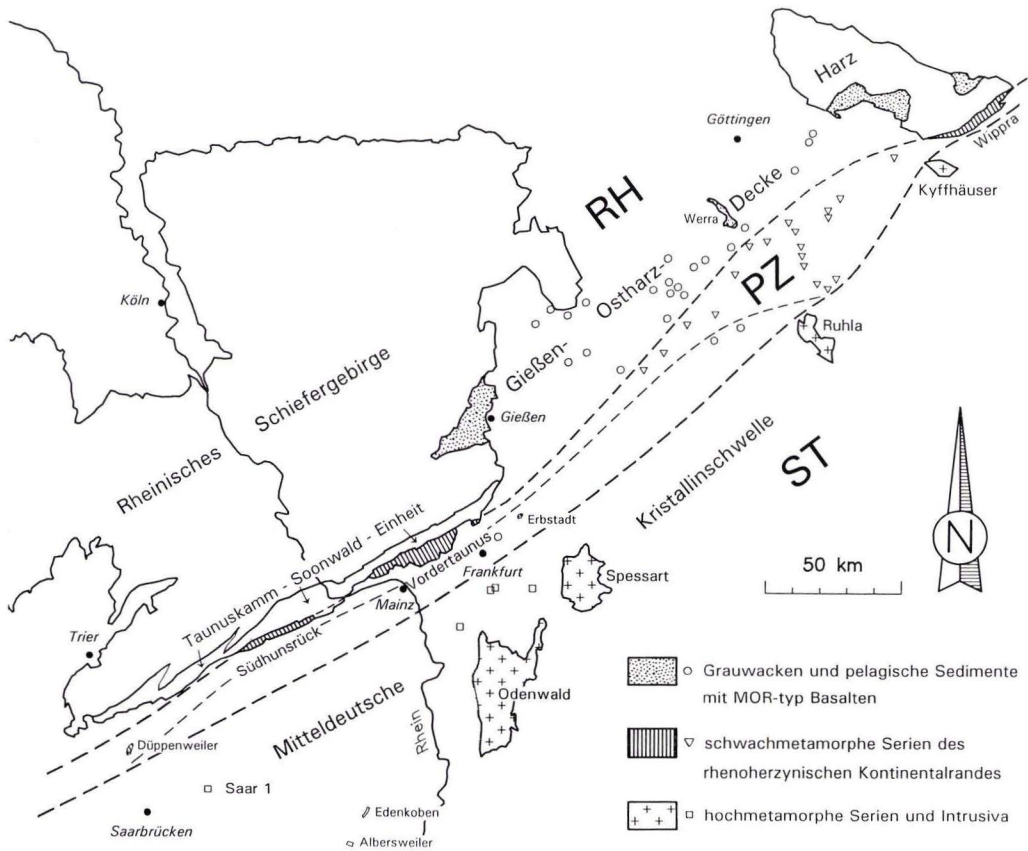 Harz
Göttingen
Wippra
Kyffhäuser
RH
Decke
Werra
PZ
Ostharz-
Köln
Ruhla
Gießen-
Schiefergebirge
Gießen
Rheinisches
Kristallinschwelle
ST
Taunuskamm - Soonwald - Einheit
Erbstadt
Vordertaunus
N
Frankfurt
Spessart
50 km
Mainz
Trier
Südhunsrück
Odenwald
Grauwacken und pelagische Sedimente
mit MOR-typ Basalten
Mitteldeutsche
Rhein
Düppenweiler
schwachmetamorphe Serien des
rhenoherzynischen Kontinentalrandes
Saar 1
Edenkoben
hochmetamorphe Serien und Intrusiva
Saarbrücken
Albersweiler